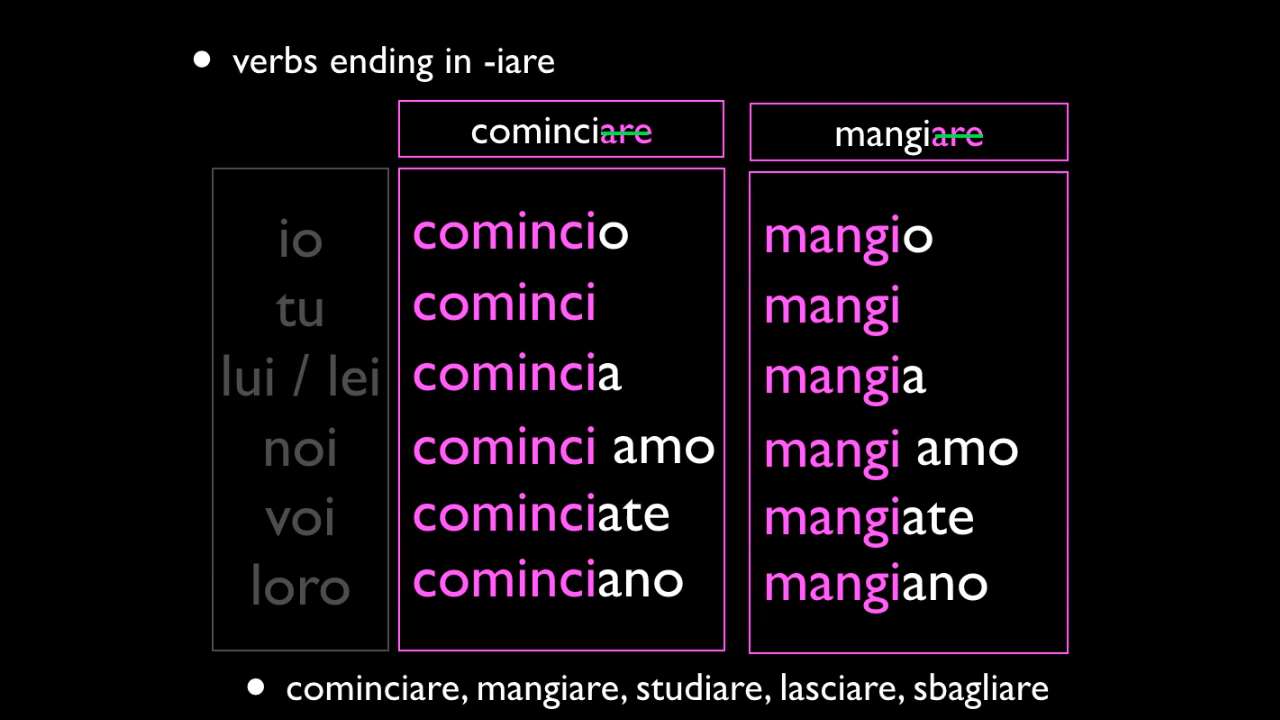 • verbs ending in -iare
cominciare mangiare
io comincio mangio
tu cominci mangi
lui / lei comincia mangia
noi cominci amo mangi amo
voi cominciate mangiate
loro cominciano mangiano
• cominciare, mangiare, studiare, lasciare, sbagliare